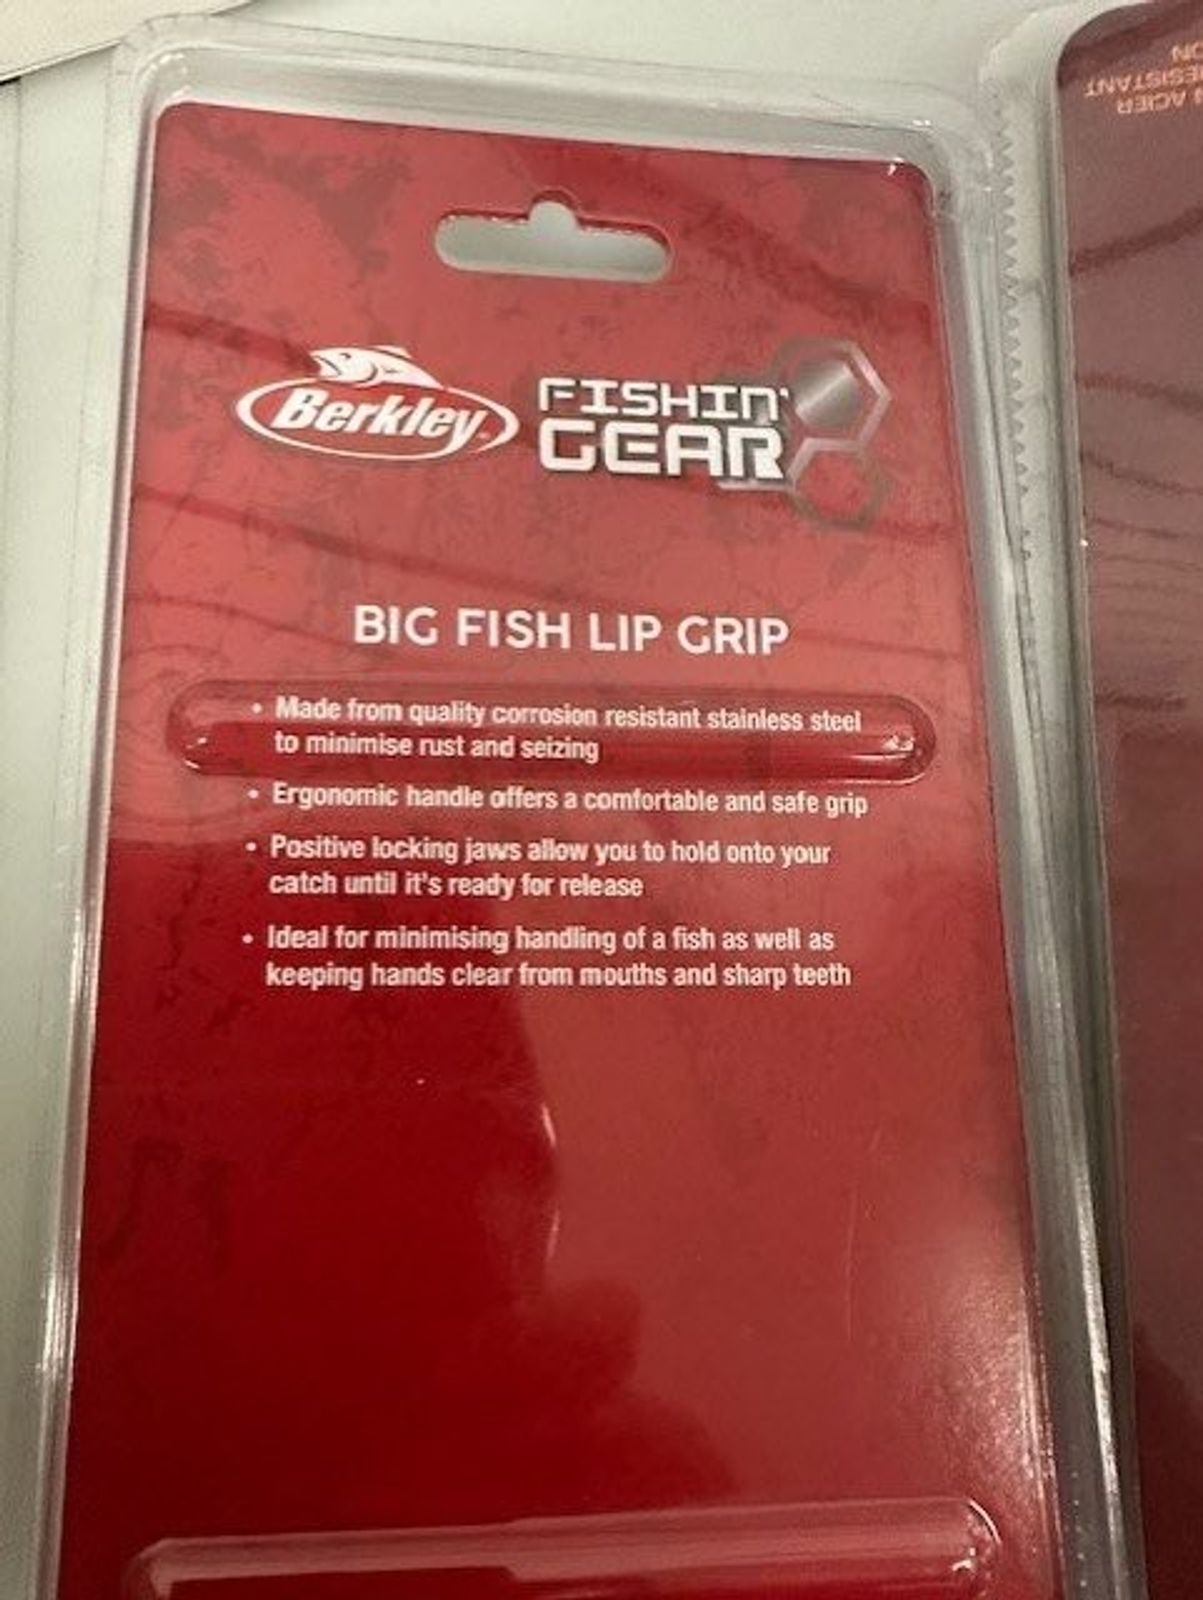 Berkley
FISHIN'
GEAR
BIG FISH LIP GRIP
• Made from quality corrosion resistant stainless steel
to minimise rust and seizing
• Ergonomic handle offers a comfortable and safe grip
• Positive locking jaws allow you to hold onto your
catch until it's ready for release
• Ideal for minimising handling of a fish as well as
keeping hands clear from mouths and sharp teeth
ACIER